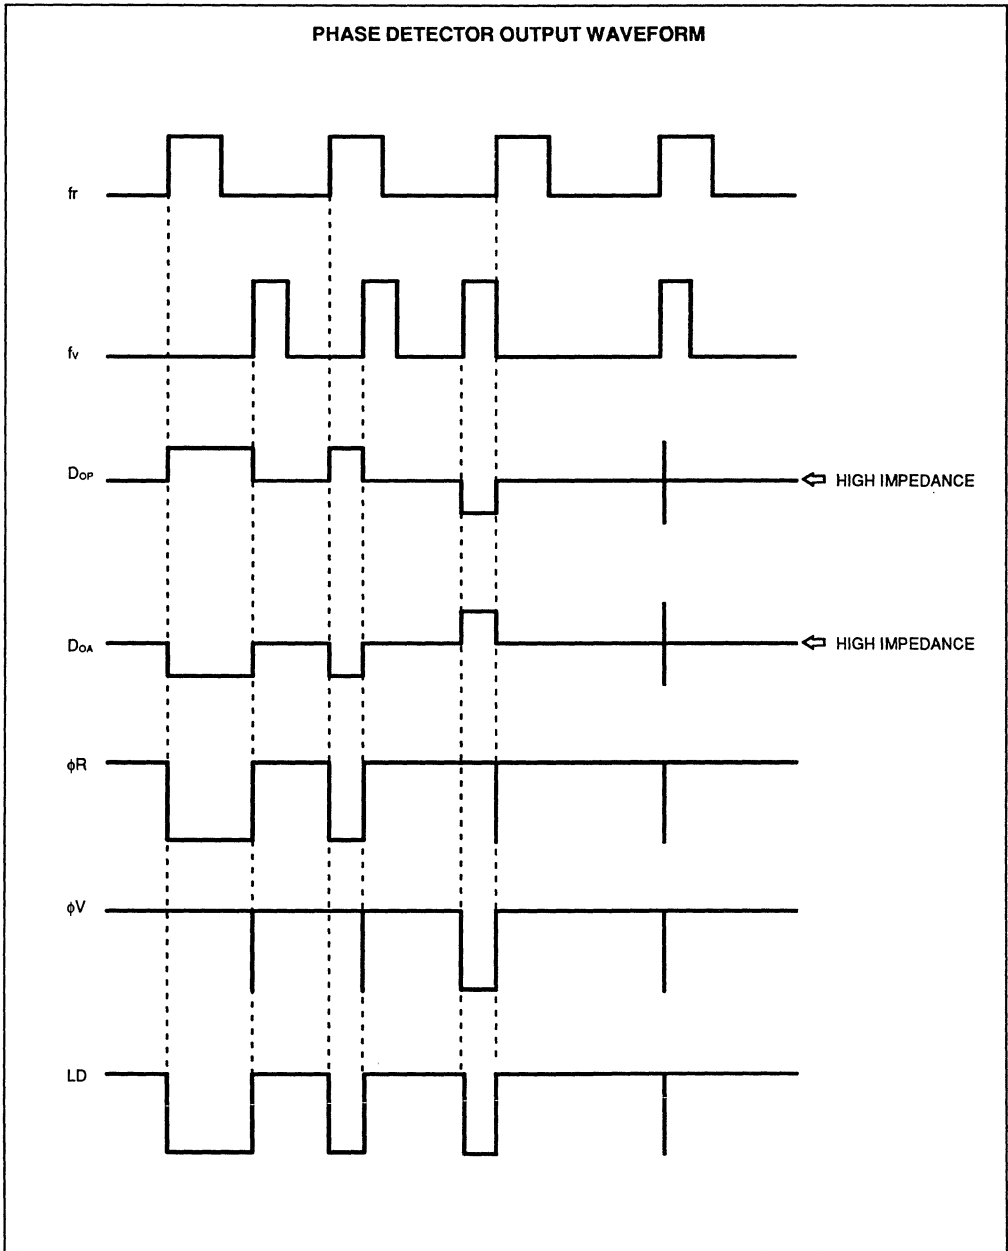 PHASE DETECTOR OUTPUT WAVEFORM
fr
fv
DOP
HIGH IMPEDANCE
DOA
HIGH IMPEDANCE
ϕR
ϕV
LD